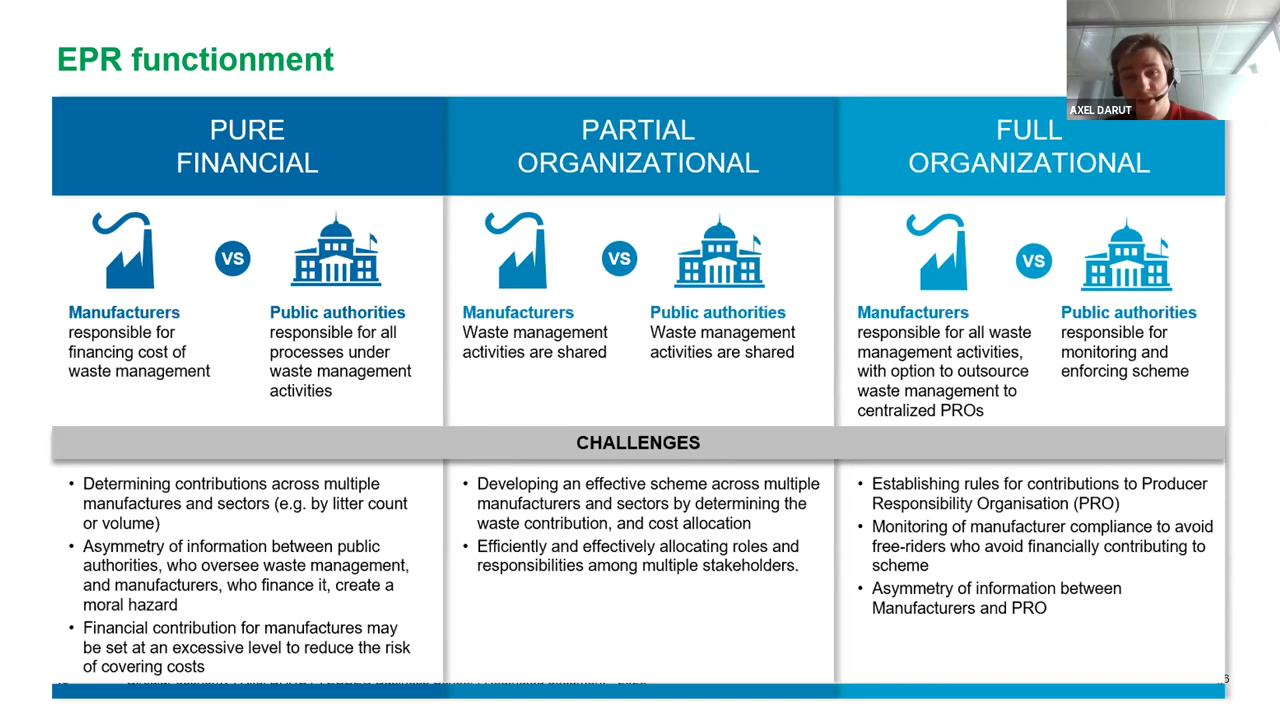 EPR functionment
AXEL DARUT
PURE
FINANCIAL
PARTIAL
ORGANIZATIONAL
FULL
ORGANIZATIONAL
VS
Manufacturers
responsible for
financing cost of
waste management
Public authorities
responsible for all
processes under
waste management
activities
VS
Manufacturers
Waste management
activities are shared
Public authorities
Waste management
activities are shared
VS
Manufacturers
responsible for all waste
management activities,
with option to outsource
waste management to
centralized PROs
Public authorities
responsible for
monitoring and
enforcing scheme
CHALLENGES
• Determining contributions across multiple
manufactures and sectors (e.g. by litter count
or volume)
• Asymmetry of information between public
authorities, who oversee waste management,
and manufacturers, who finance it, create a
moral hazard
• Financial contribution for manufactures may
be set at an excessive level to reduce the risk
of covering costs
• Developing an effective scheme across multiple
manufacturers and sectors by determining the
waste contribution, and cost allocation
• Efficiently and effectively allocating roles and
responsibilities among multiple stakeholders.
• Establishing rules for contributions to Producer
Responsibility Organisation (PRO)
• Monitoring of manufacturer compliance to avoid
free-riders who avoid financially contributing to
scheme
• Asymmetry of information between
Manufacturers and PRO